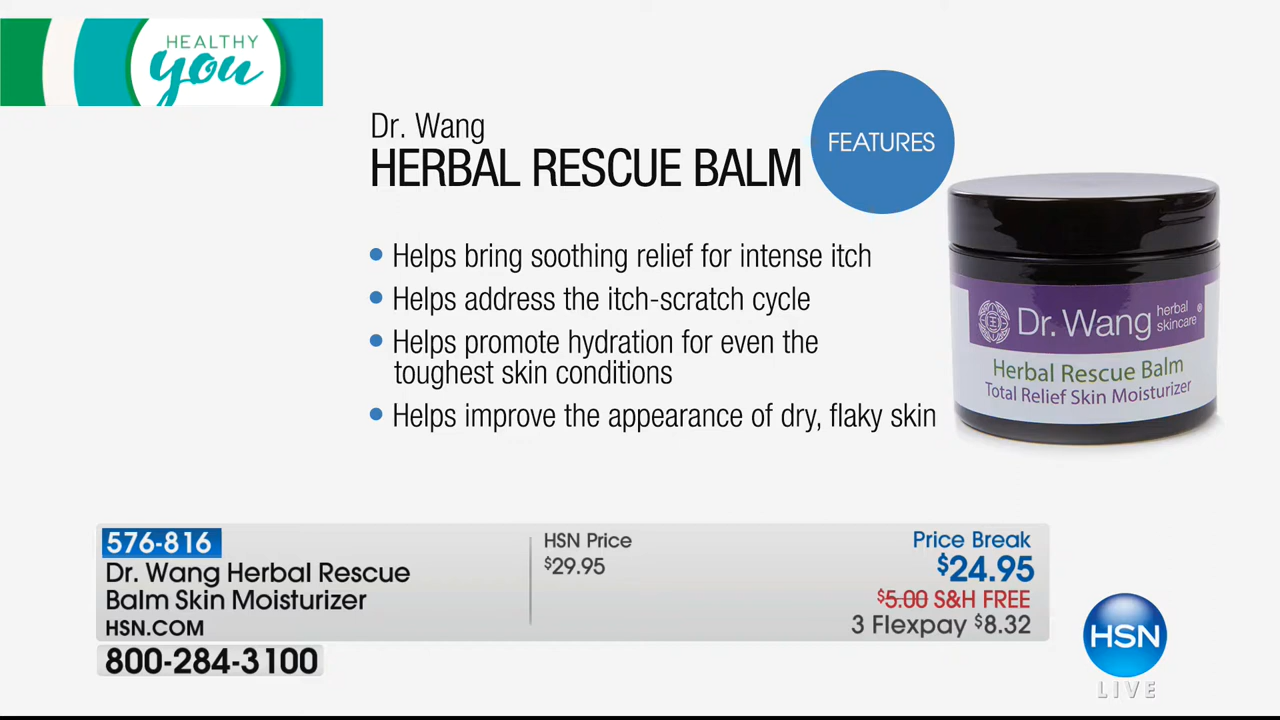 HEALTHY
you
Dr. Wang
HERBAL RESCUE BALM
FEATURES
• Helps bring soothing relief for intense itch
• Helps address the itch-scratch cycle
• Helps promote hydration for even the
toughest skin conditions
• Helps improve the appearance of dry, flaky skin
Dr. Wang herbal skincare®
Herbal Rescue Balm
Total Relief Skin Moisturizer
576-816
Dr. Wang Herbal Rescue
Balm Skin Moisturizer
HSN.COM
800-284-3100
HSN Price
$29.95
Price Break
$24.95
$5.00 S&H FREE
3 Flexpay $8.32
HSN
LIVE